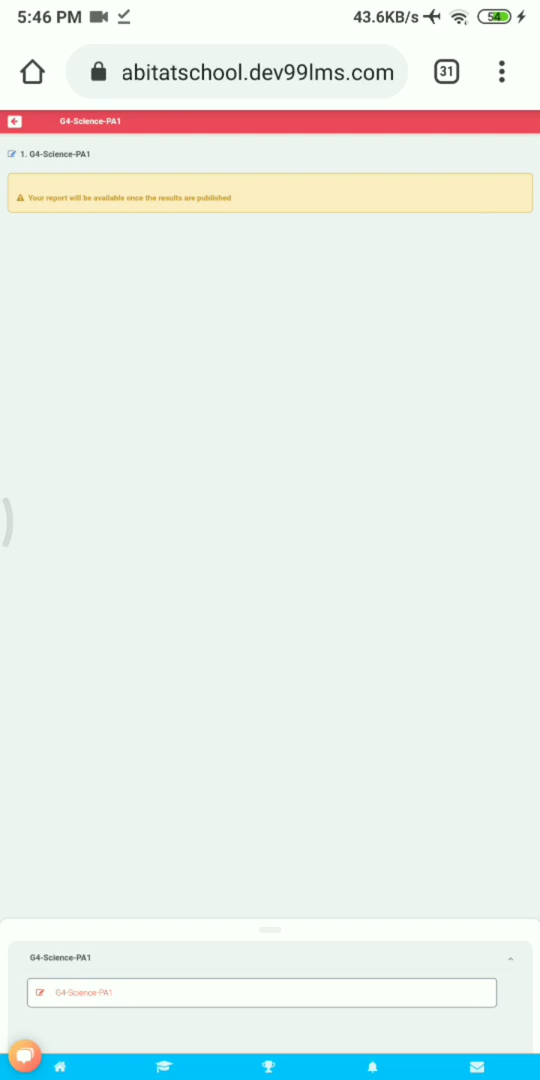 5:46 PM 43.6KB/s 54
abitatschool.dev99lms.com 31
G4-Science-PA1
1. G4-Science-PA1
Your report will be available once the results are published
G4-Science-PA1
G4-Science-PA1